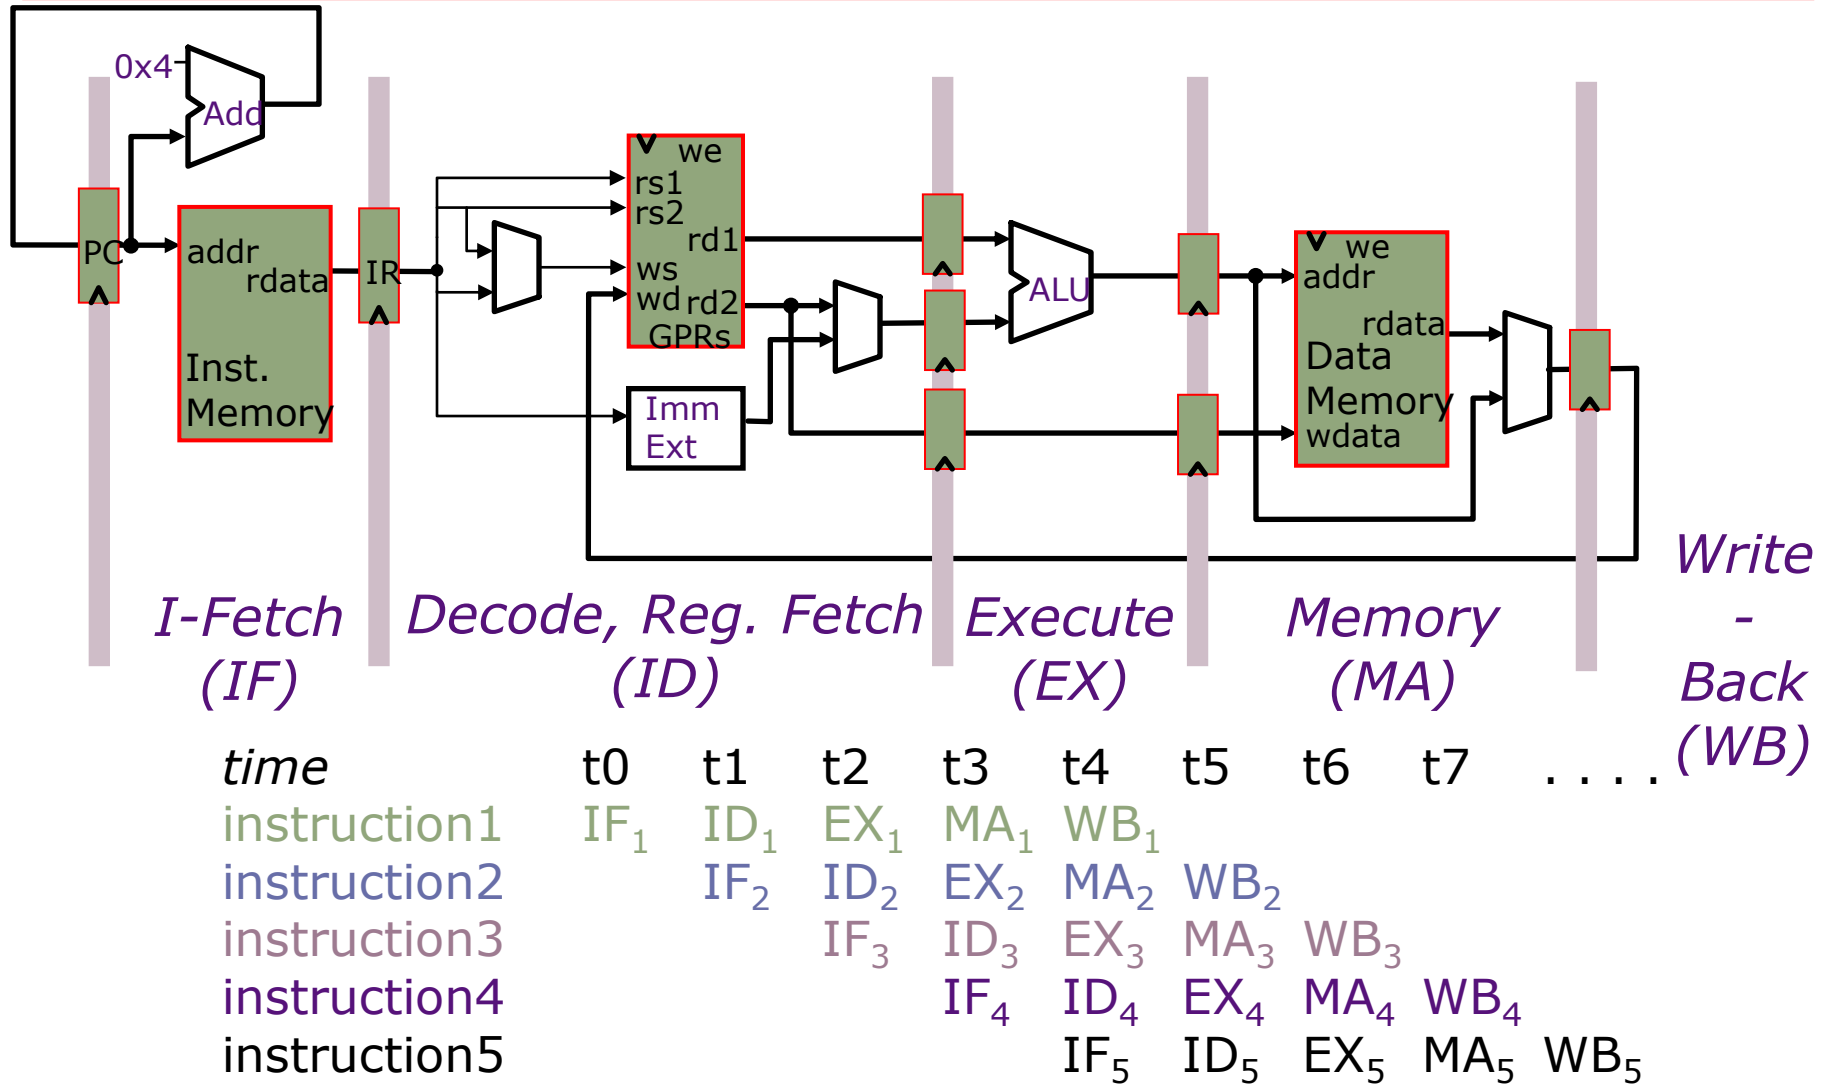 0x4
Add
PC
addr
rdata
Inst.
Memory
IR
we
rs1
rs2
rd1
ws
wd rd2
GPRs
Imm
Ext
ALU
we
addr
rdata
Data
Memory
wdata
I-Fetch
(IF)
Decode, Reg. Fetch
(ID)
Execute
(EX)
Memory
(MA)
Write
-
Back
(WB)
time t0 t1 t2 t3 t4 t5 t6 t7 . . . .
instruction1 IF₁ ID₁ EX₁ MA₁ WB₁
instruction2 IF₂ ID₂ EX₂ MA₂ WB₂
instruction3 IF₃ ID₃ EX₃ MA₃ WB₃
instruction4 IF₄ ID₄ EX₄ MA₄ WB₄
instruction5 IF₅ ID₅ EX₅ MA₅ WB₅